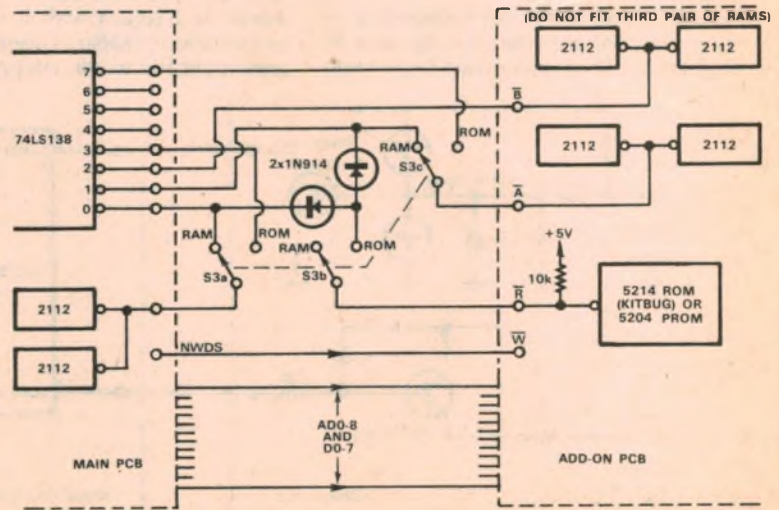 (DO NOT FIT THIRD PAIR OF RAMS)
2112 2112
B
7
6
5
4
3
2
1
0
74LS138
RAM ROM
S3c
2x1N914
2112 2112
A
RAM ROM RAM ROM
S3a S3b
+5V
10k
R
5214 ROM
(KITBUG) OR
5204 PROM
2112
2112
NWDS
W
AD0-8
AND
D0-7
MAIN PCB
ADD-ON PCB